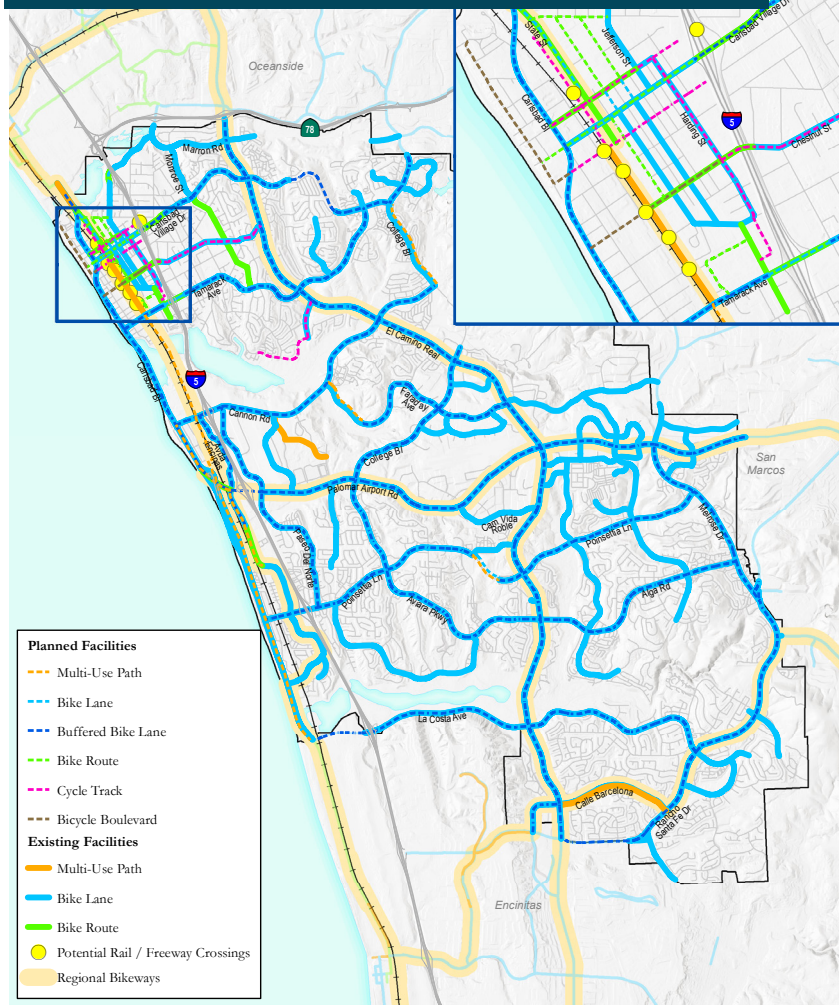 Oceanside
78
Marron Rd
Monroe St
Carlsbad
Village Dr
College Bl
Tamarack
Ave
El Camino Real
5
Carlsbad Bl
Cannon Rd
Faraday
Ave
Avda
Encinas
College Bl
Palomar Airport Rd
San
Marcos
Cam Vida
Roble
Poinsettia Ln
Melrose Dr
Paseo Del Norte
Poinsettia Ln
Aviara Pkwy
Alga Rd
La Costa Ave
Calle Barcelona
Rancho
Santa Fe Dr
Encinitas
State St
Jefferson St
Carlsbad Village Dr
Carlsbad Bl
Harding St
5
Chestnut St
Tamarack Ave
Planned Facilities
Multi-Use Path
Bike Lane
Buffered Bike Lane
Bike Route
Cycle Track
Bicycle Boulevard
Existing Facilities
Multi-Use Path
Bike Lane
Bike Route
Potential Rail / Freeway Crossings
Regional Bikeways